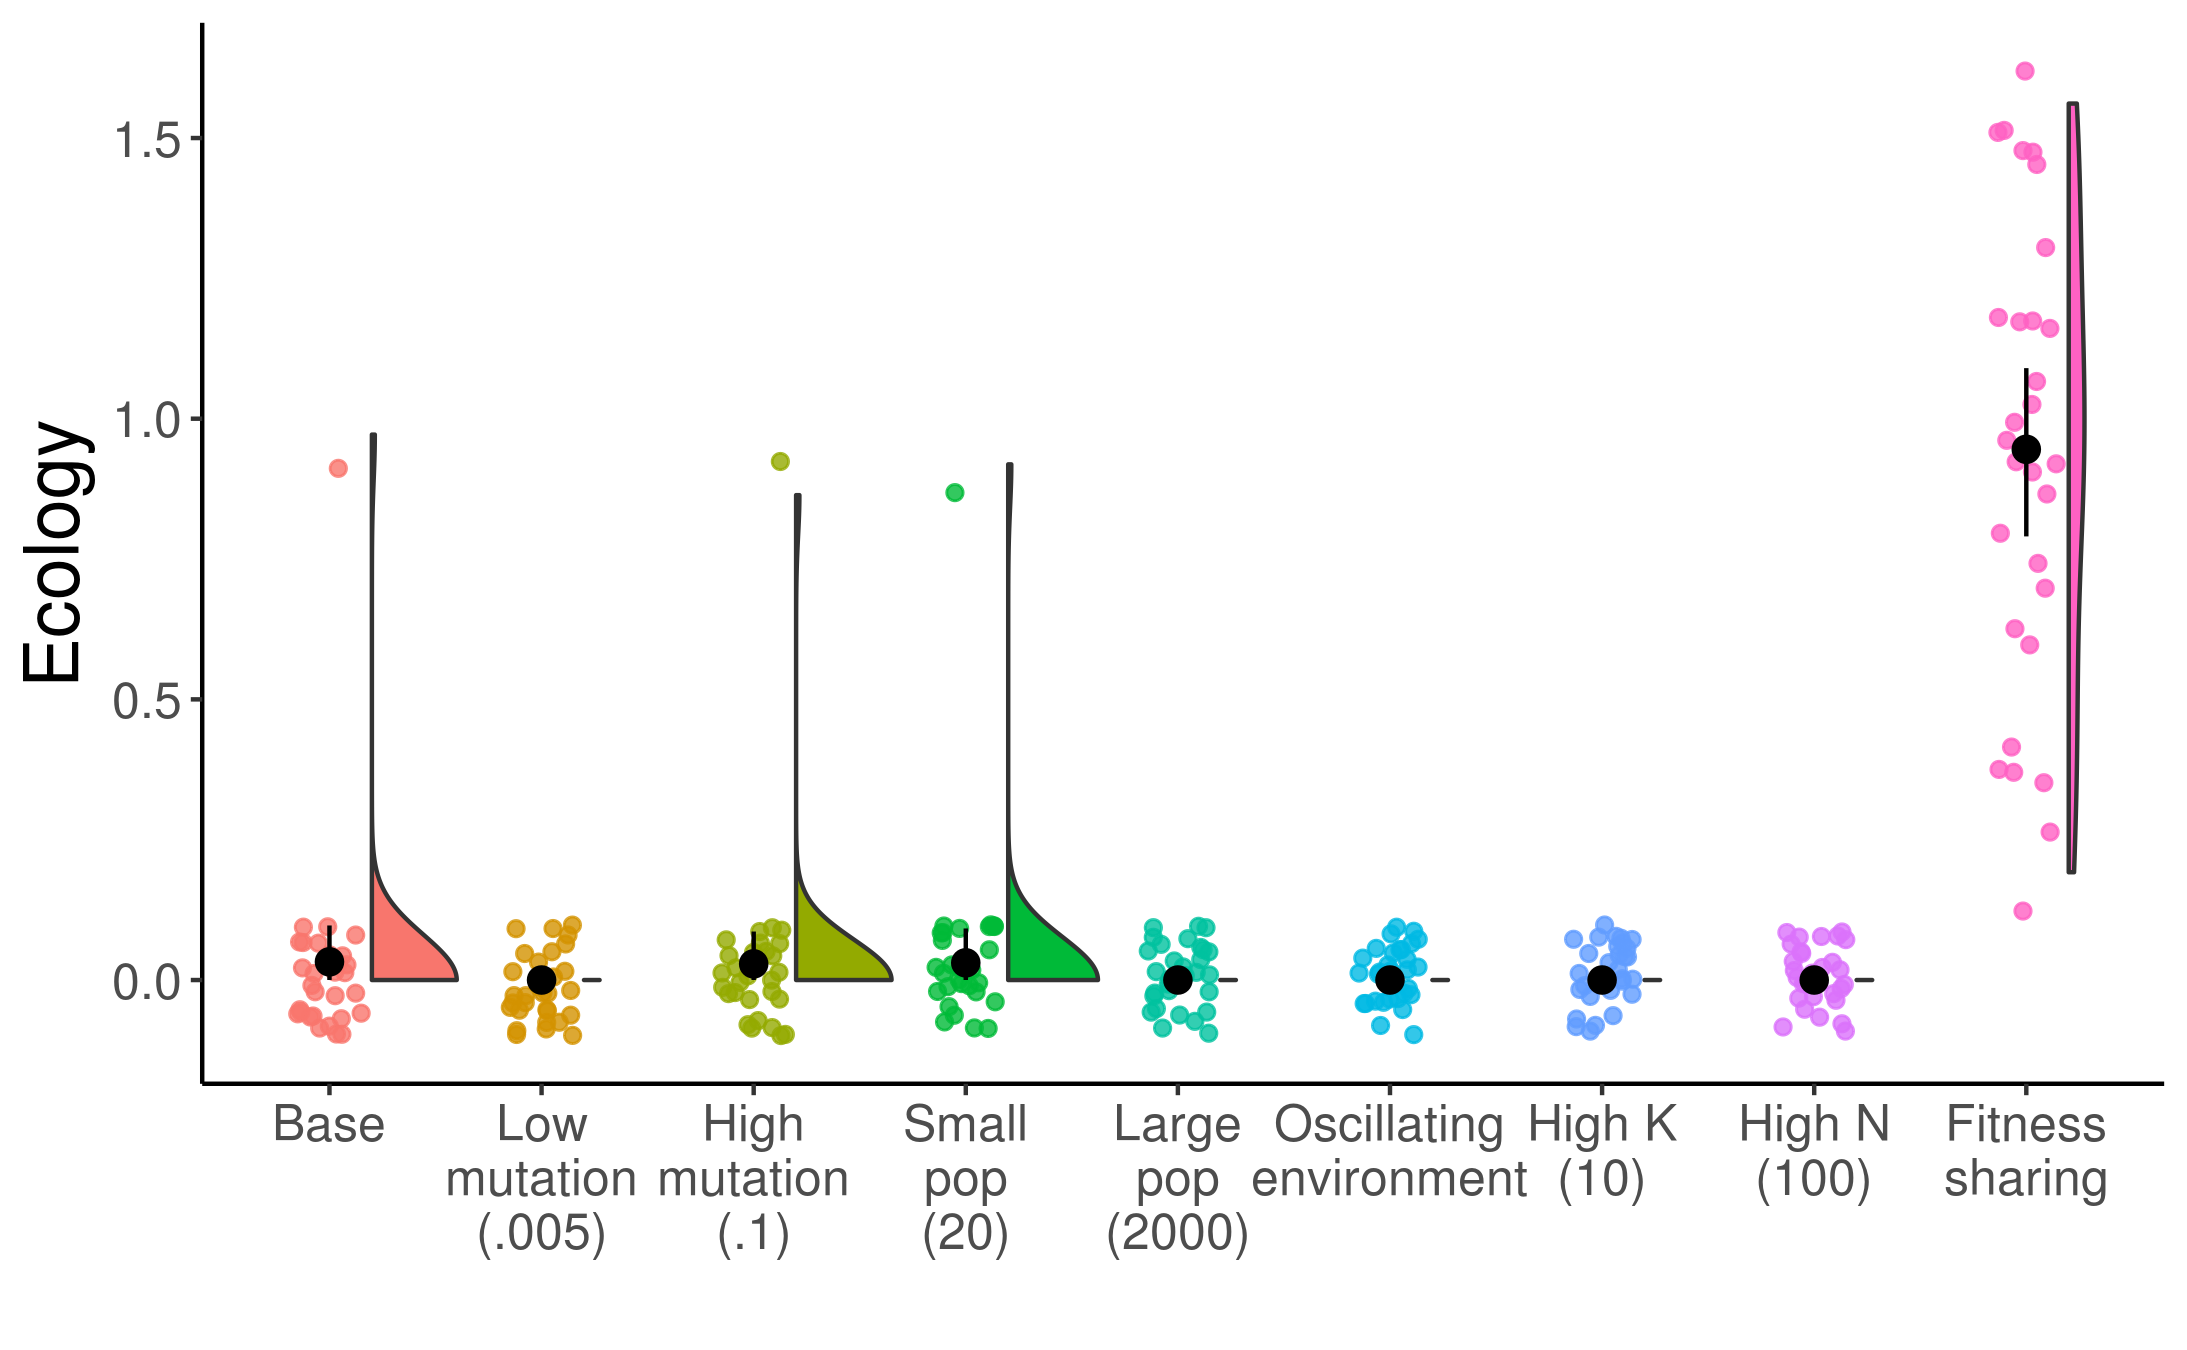 Ecology
1.5
1.0
0.5
0.0
Base
Low
mutation
(.005)
High
mutation
(.1)
Small
pop
(20)
Large
pop
(2000)
Oscillating
environment
High K
(10)
High N
(100)
Fitness
sharing